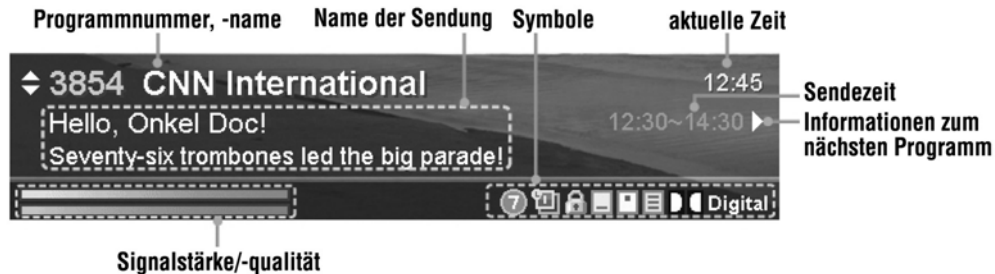 Programmnummer, -name Name der Sendung Symbole aktuelle Zeit
3854 CNN International 12:45
Sendezeit
Hello, Onkel Doc! 12:30~14:30
Informationen zum
nächsten Programm
Seventy-six trombones led the big parade!
7 Digital
Signalstärke/-qualität